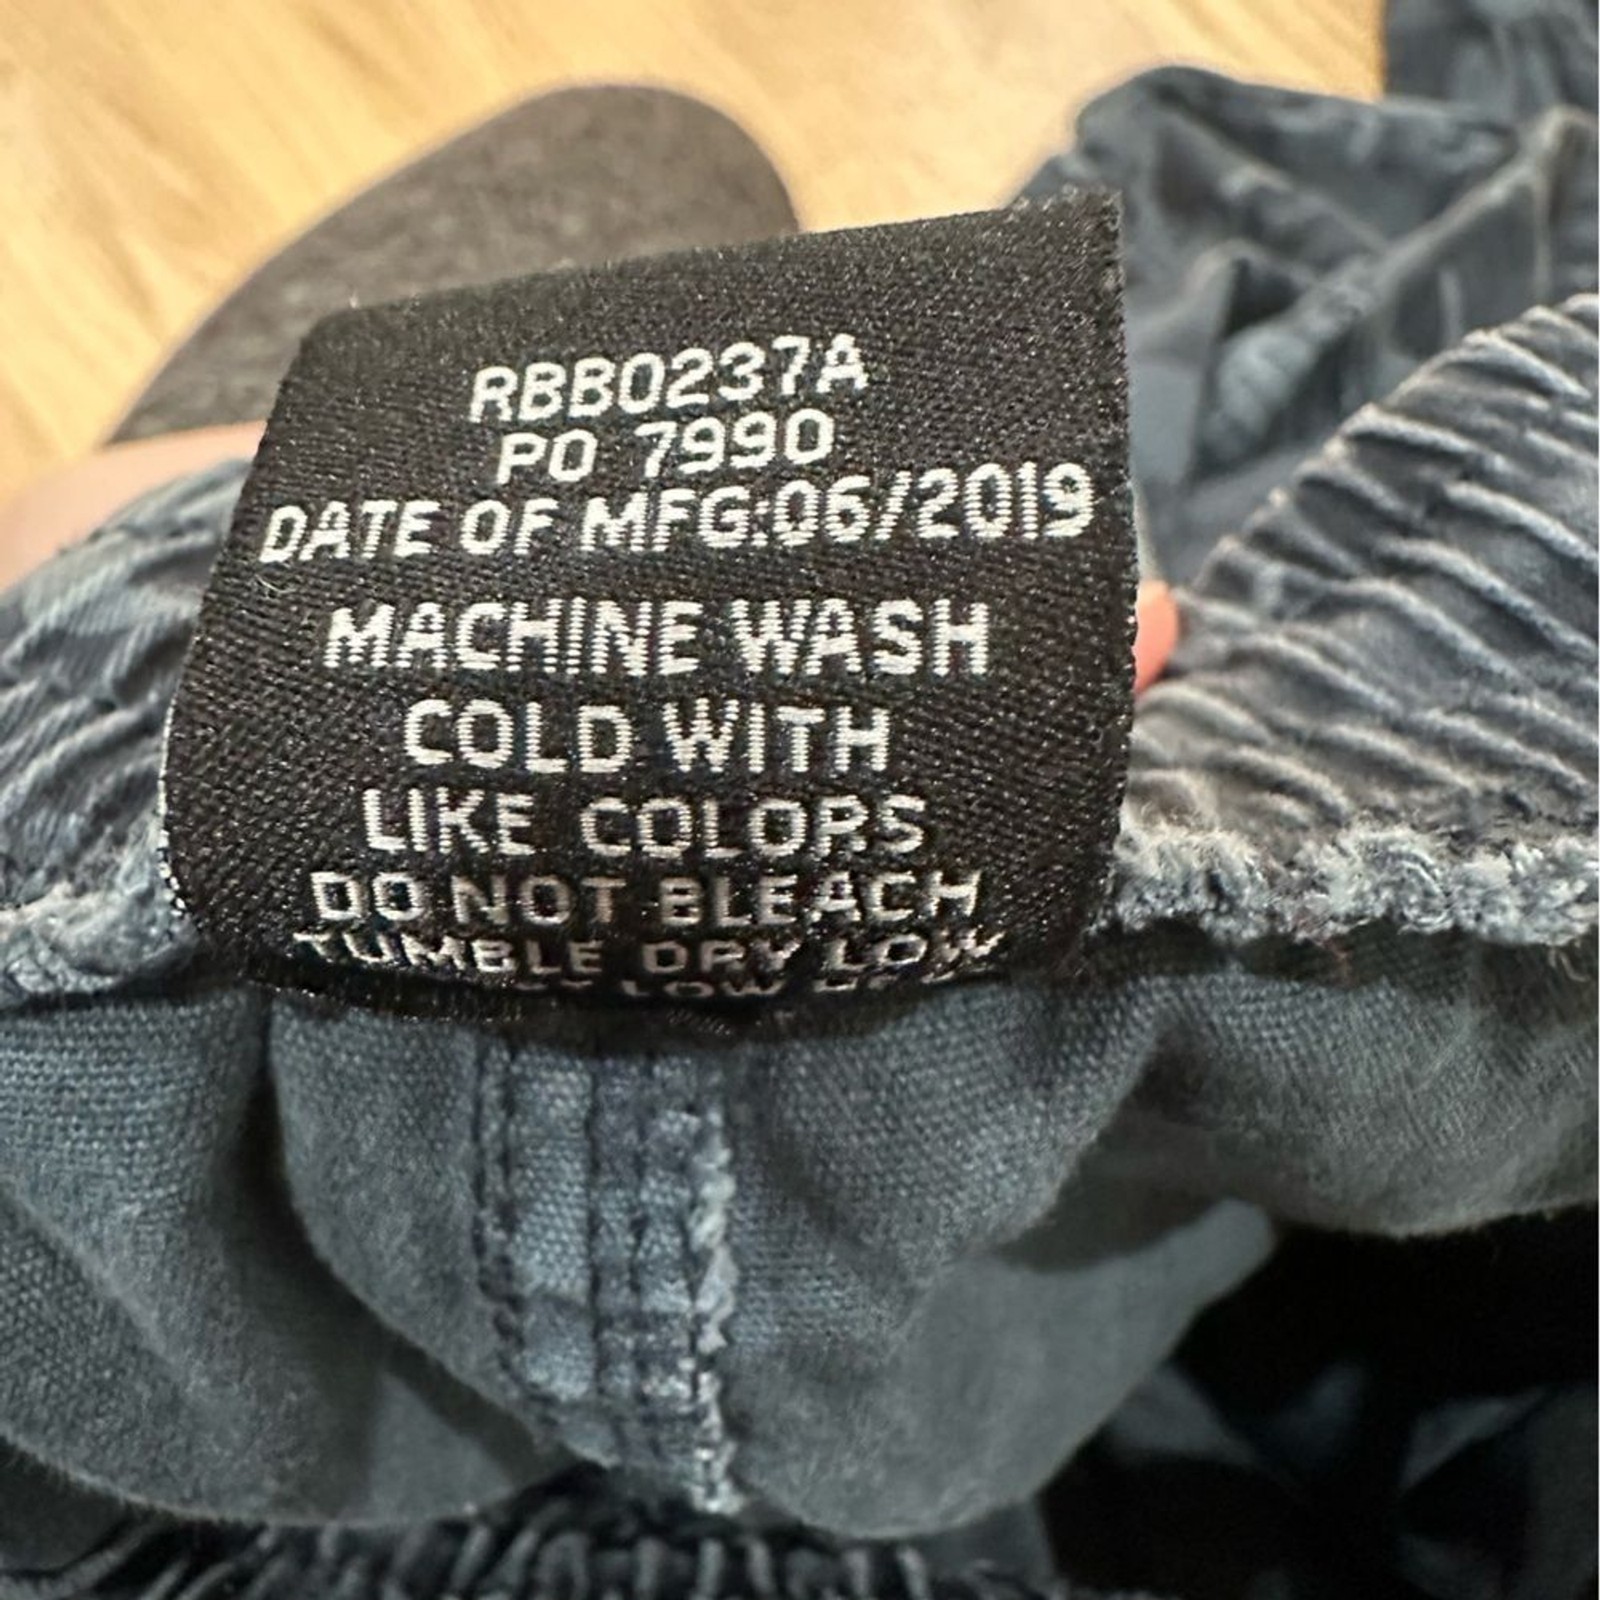 RBB0237A
PO 7990
DATE OF MFG:06/2019
MACHINE WASH
COLD WITH
LIKE COLORS
DO NOT BLEACH
TUMBLE DRY LOW
LOW